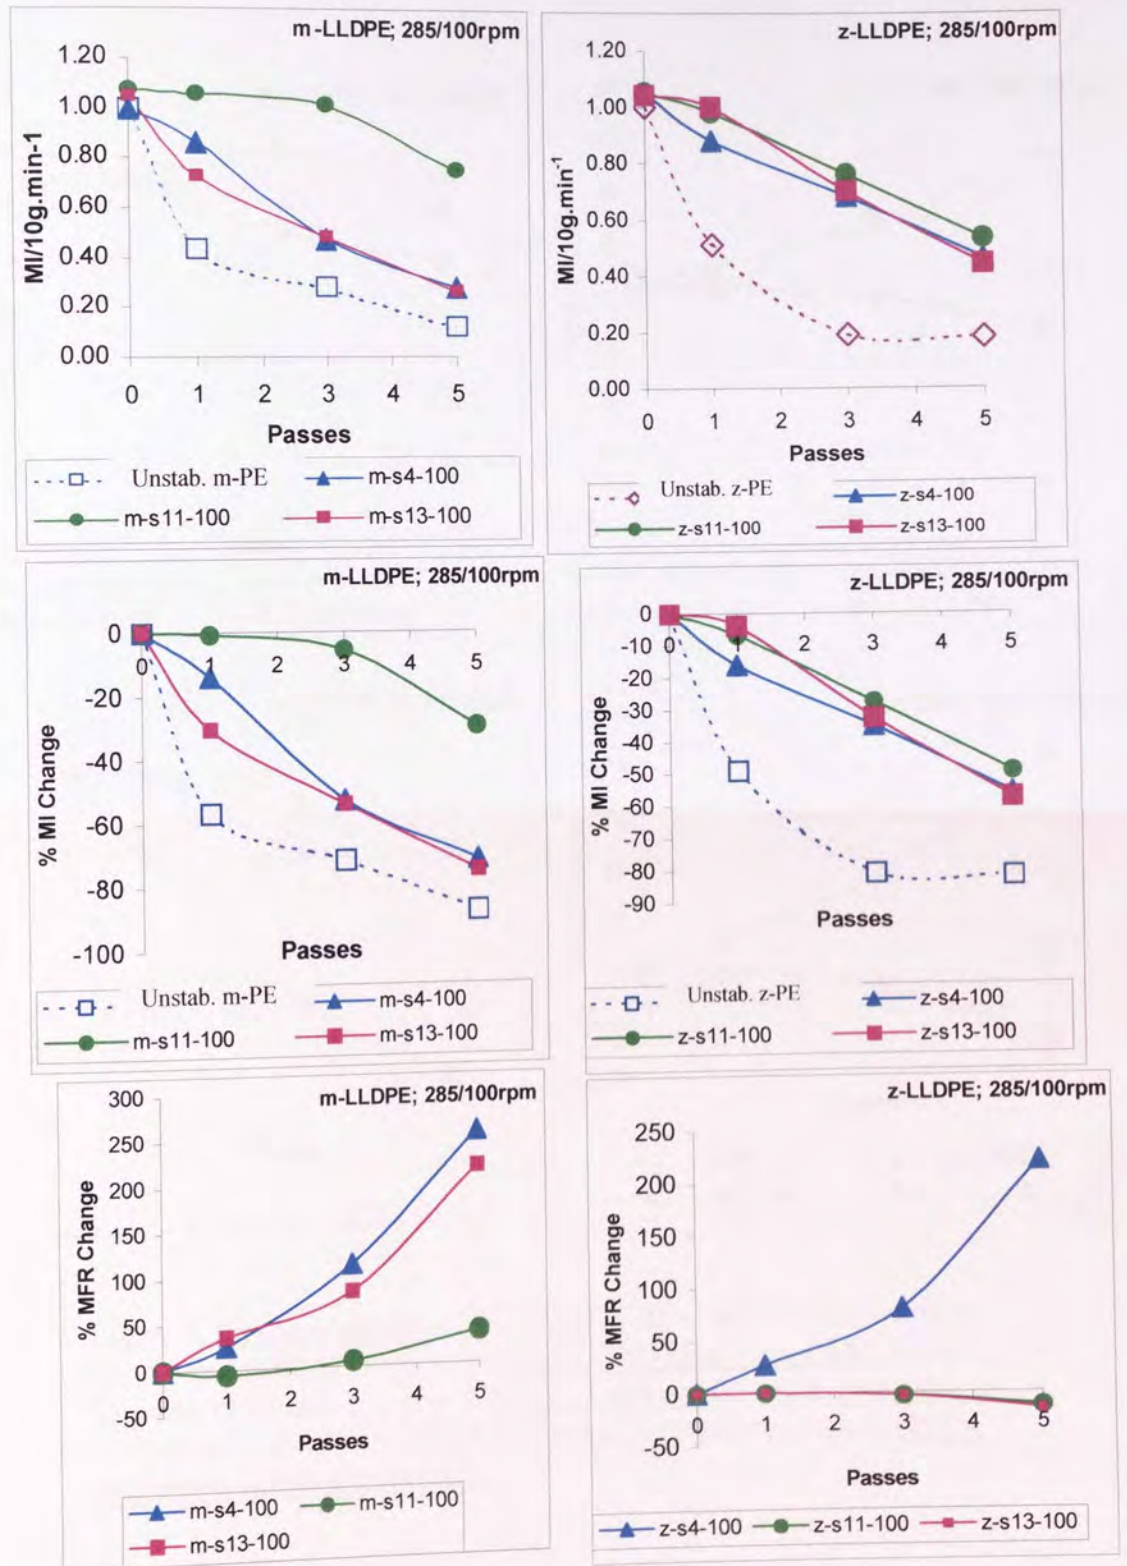 m-LLDPE; 285/100rpm
MI/10g.min-1
1.20
1.00
0.80
0.60
0.40
0.20
0.00
0 1 2 3 4 5
Passes
Unstab. m-PE m-s4-100
m-s11-100 m-s13-100
z-LLDPE; 285/100rpm
MI/10g.min⁻¹
1.20
1.00
0.80
0.60
0.40
0.20
0.00
0 1 2 3 4 5
Passes
Unstab. z-PE z-s4-100
z-s11-100 z-s13-100
m-LLDPE; 285/100rpm
% MI Change
0
-20
-40
-60
-80
-100
0 1 2 3 4 5
Passes
Unstab. m-PE m-s4-100
m-s11-100 m-s13-100
z-LLDPE; 285/100rpm
% MI Change
0
-10
-20
-30
-40
-50
-60
-70
-80
-90
0 1 2 3 4 5
Passes
Unstab. z-PE z-s4-100
z-s11-100 z-s13-100
m-LLDPE; 285/100rpm
% MFR Change
300
250
200
150
100
50
0
-50
0 1 2 3 4 5
Passes
m-s4-100 m-s11-100
m-s13-100
z-LLDPE; 285/100rpm
% MFR Change
250
200
150
100
50
0
-50
0 1 2 3 4 5
Passes
z-s4-100 z-s11-100 z-s13-100